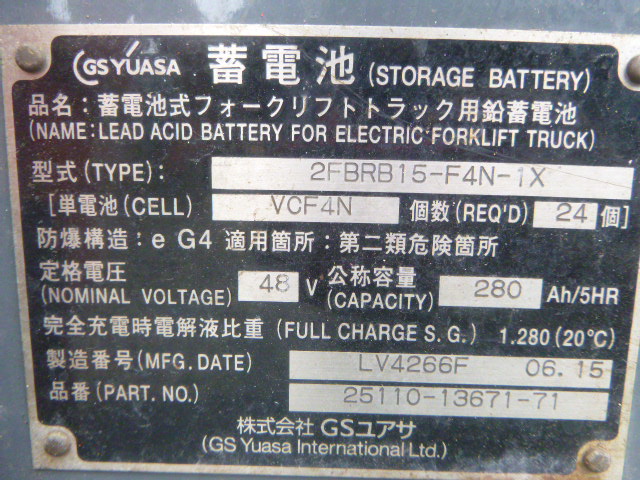 GS YUASA 蓄電池 (STORAGE BATTERY)
品名：蓄電池式フォークリフトトラック用鉛蓄電池
(NAME: LEAD ACID BATTERY FOR ELECTRIC FORKLIFT TRUCK)
型式 (TYPE): 2FBRB15-F4N-1X
[単電池 (CELL) VCF4N 個数 (REQ'D) 24 個]
防爆構造：e G4 適用箇所：第二類危険箇所
定格電圧 (NOMINAL VOLTAGE) 48 V 公称容量 (CAPACITY) 280 Ah/5HR
完全充電時電解液比重 (FULL CHARGE S. G.) 1.280 (20℃)
製造番号 (MFG. DATE) LV4266F 06. 15
品番 (PART. NO.) 25110-13671-71
株式会社 GSユアサ
(GS Yuasa International Ltd.)